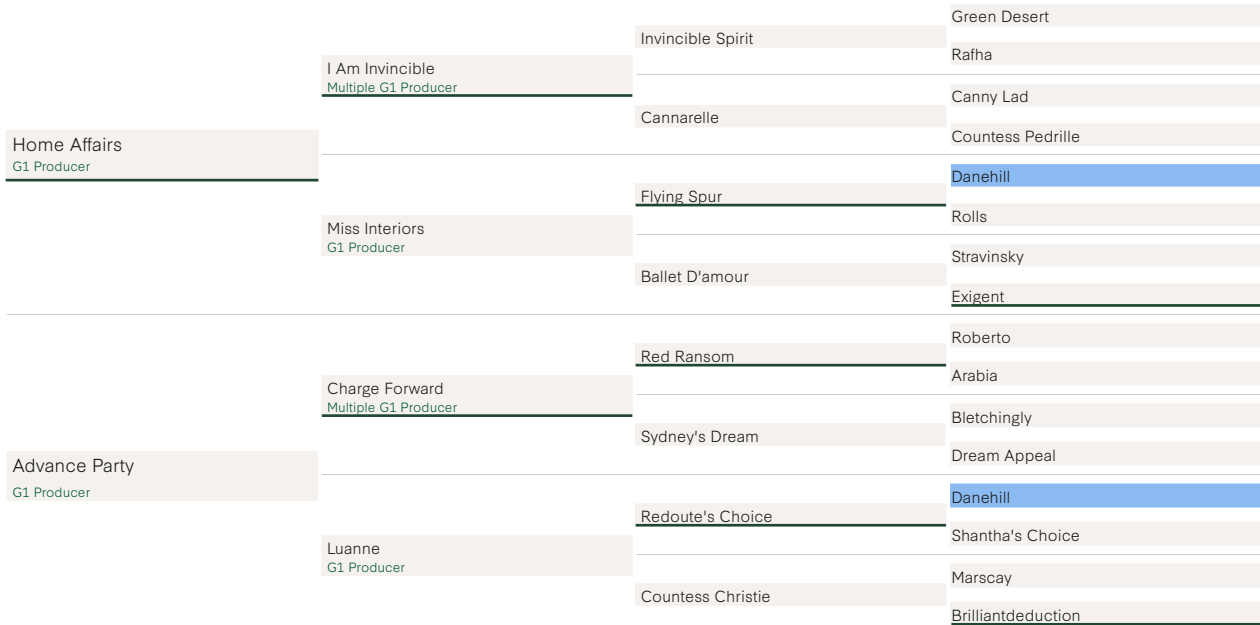 Home Affairs
G1 Producer
I Am Invincible
Multiple G1 Producer
Invincible Spirit
Green Desert
Rafha
Cannarelle
Canny Lad
Countess Pedrille
Miss Interiors
G1 Producer
Flying Spur
Danehill
Rolls
Ballet D'amour
Stravinsky
Exigent
Advance Party
G1 Producer
Charge Forward
Multiple G1 Producer
Red Ransom
Roberto
Arabia
Sydney's Dream
Bletchingly
Dream Appeal
Luanne
G1 Producer
Redoute's Choice
Danehill
Shantha's Choice
Countess Christie
Marscay
Brilliantdeduction